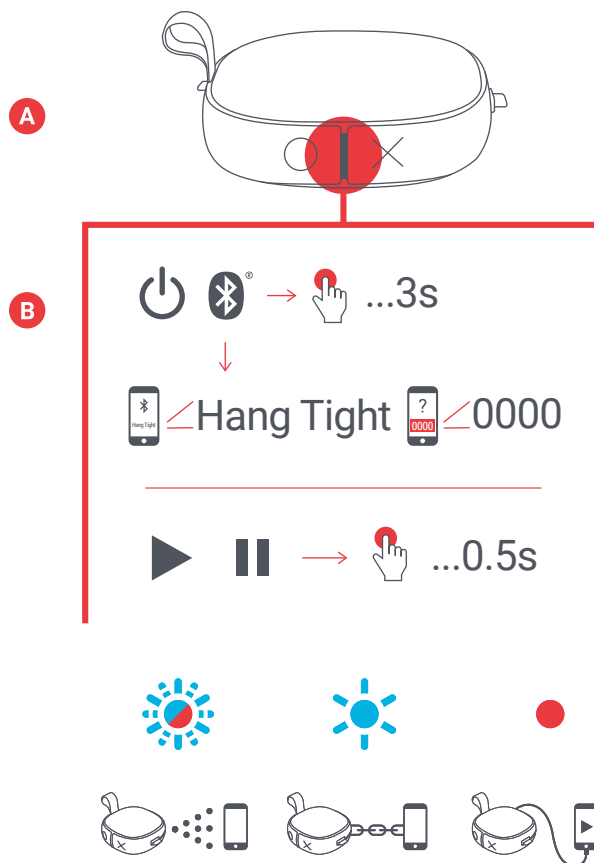 A
B
® ...3s
Hang Tight
Hang Tight
?
0000
0000
...0.5s